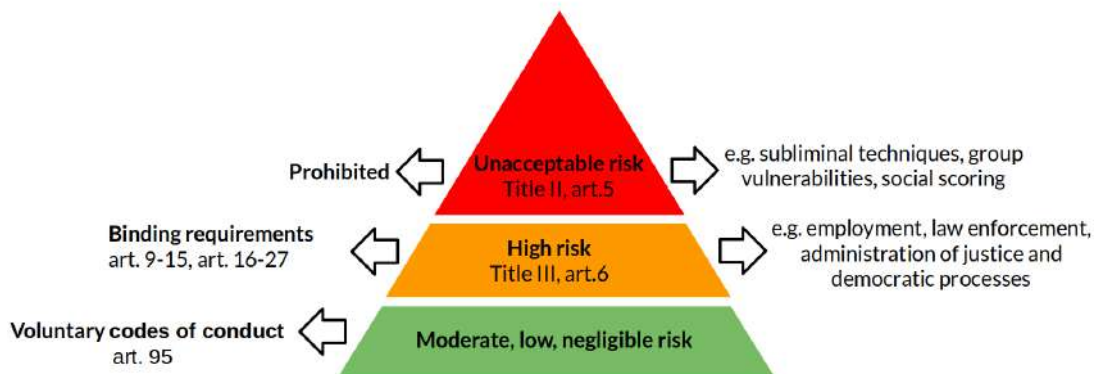 Prohibited
Unacceptable risk
Title II, art.5
e.g. subliminal techniques, group
vulnerabilities, social scoring
Binding requirements
art. 9-15, art. 16-27
High risk
Title III, art.6
e.g. employment, law enforcement,
administration of justice and
democratic processes
Voluntary codes of conduct
art. 95
Moderate, low, negligible risk